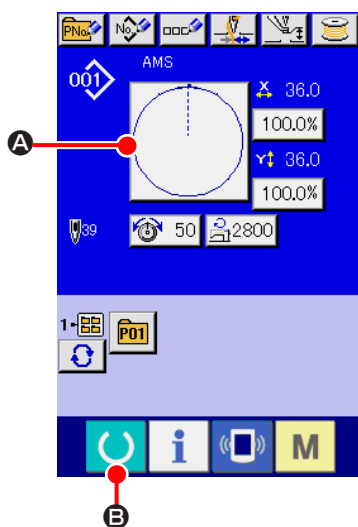 PNo. No.
001 AMS
X 36.0
A
100.0%
Y 36.0
100.0%
39 50 2800
1 P01
i M
B